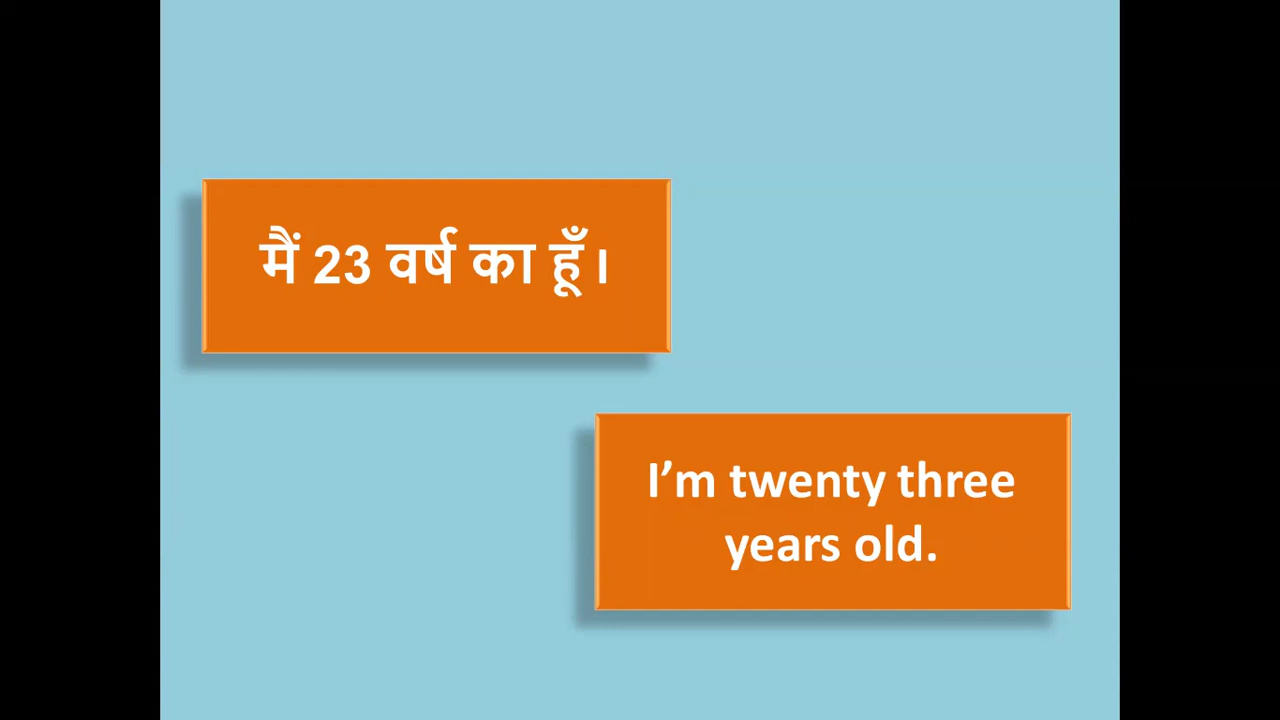 मैं 23 वर्ष का हूँ।
I’m twenty three
years old.